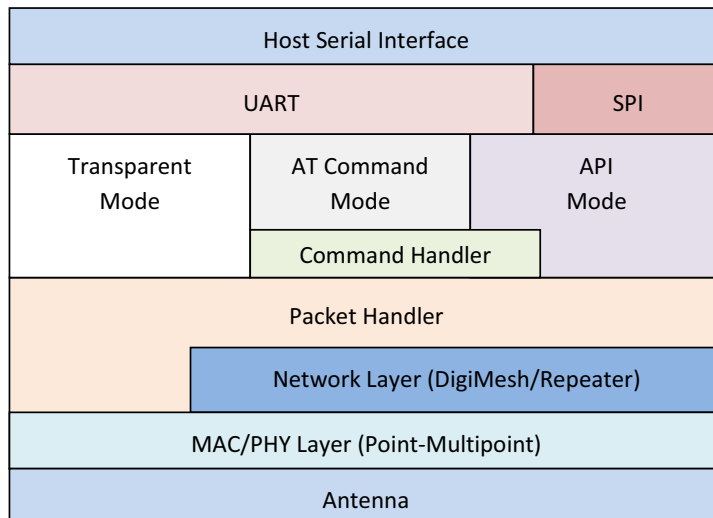 Host Serial Interface
UART
SPI
Transparent
Mode
AT Command
Mode
API
Mode
Command Handler
Packet Handler
Network Layer (DigiMesh/Repeater)
MAC/PHY Layer (Point-Multipoint)
Antenna